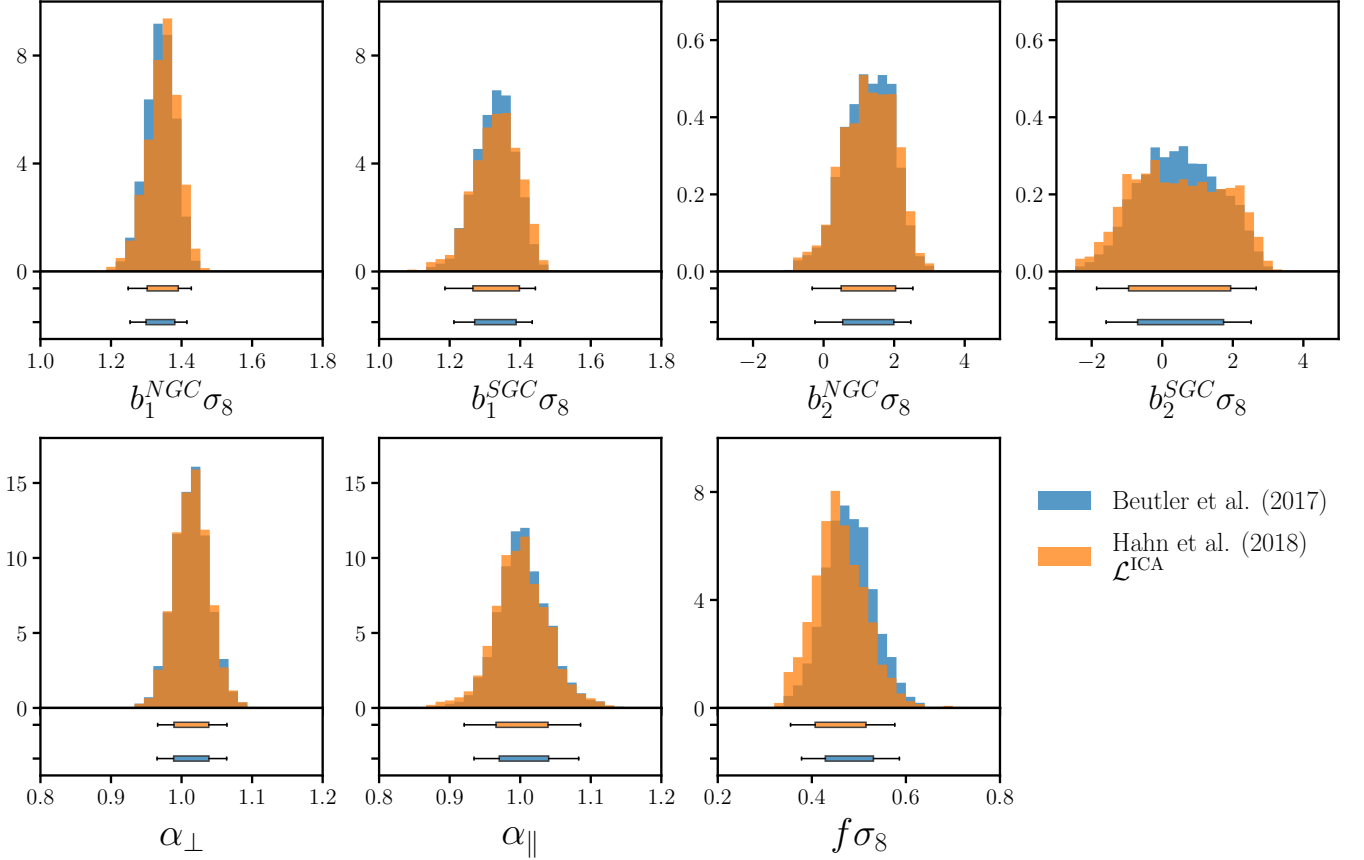 8
4
0
8
4
0
0.6
0.4
0.2
0.0
0.6
0.4
0.2
0.0
1.0 1.2 1.4 1.6 1.8
1.0 1.2 1.4 1.6 1.8
−2 0 2 4
−2 0 2 4
b_1^{NGC}σ_8
b_1^{SGC}σ_8
b_2^{NGC}σ_8
b_2^{SGC}σ_8
15
10
5
0
15
10
5
0
8
4
0
0.8 0.9 1.0 1.1 1.2
0.8 0.9 1.0 1.1 1.2
0.2 0.4 0.6 0.8
α_⊥
α_∥
fσ_8
Beutler et al. (2017)
Hahn et al. (2018)
ℒ^{ICA}